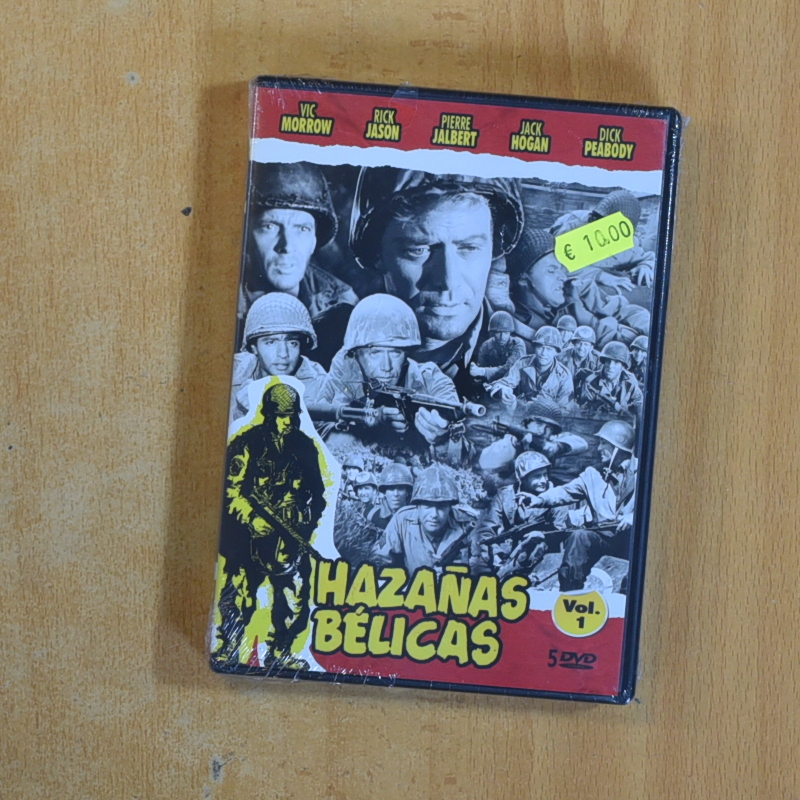 VIC
MORROW
RICK
JASON
PIERRE
JALBERT
JACK
HOGAN
DICK
PEABODY
€ 10.00
HAZAÑAS
BÉLICAS
Vol.
1
5 DVD